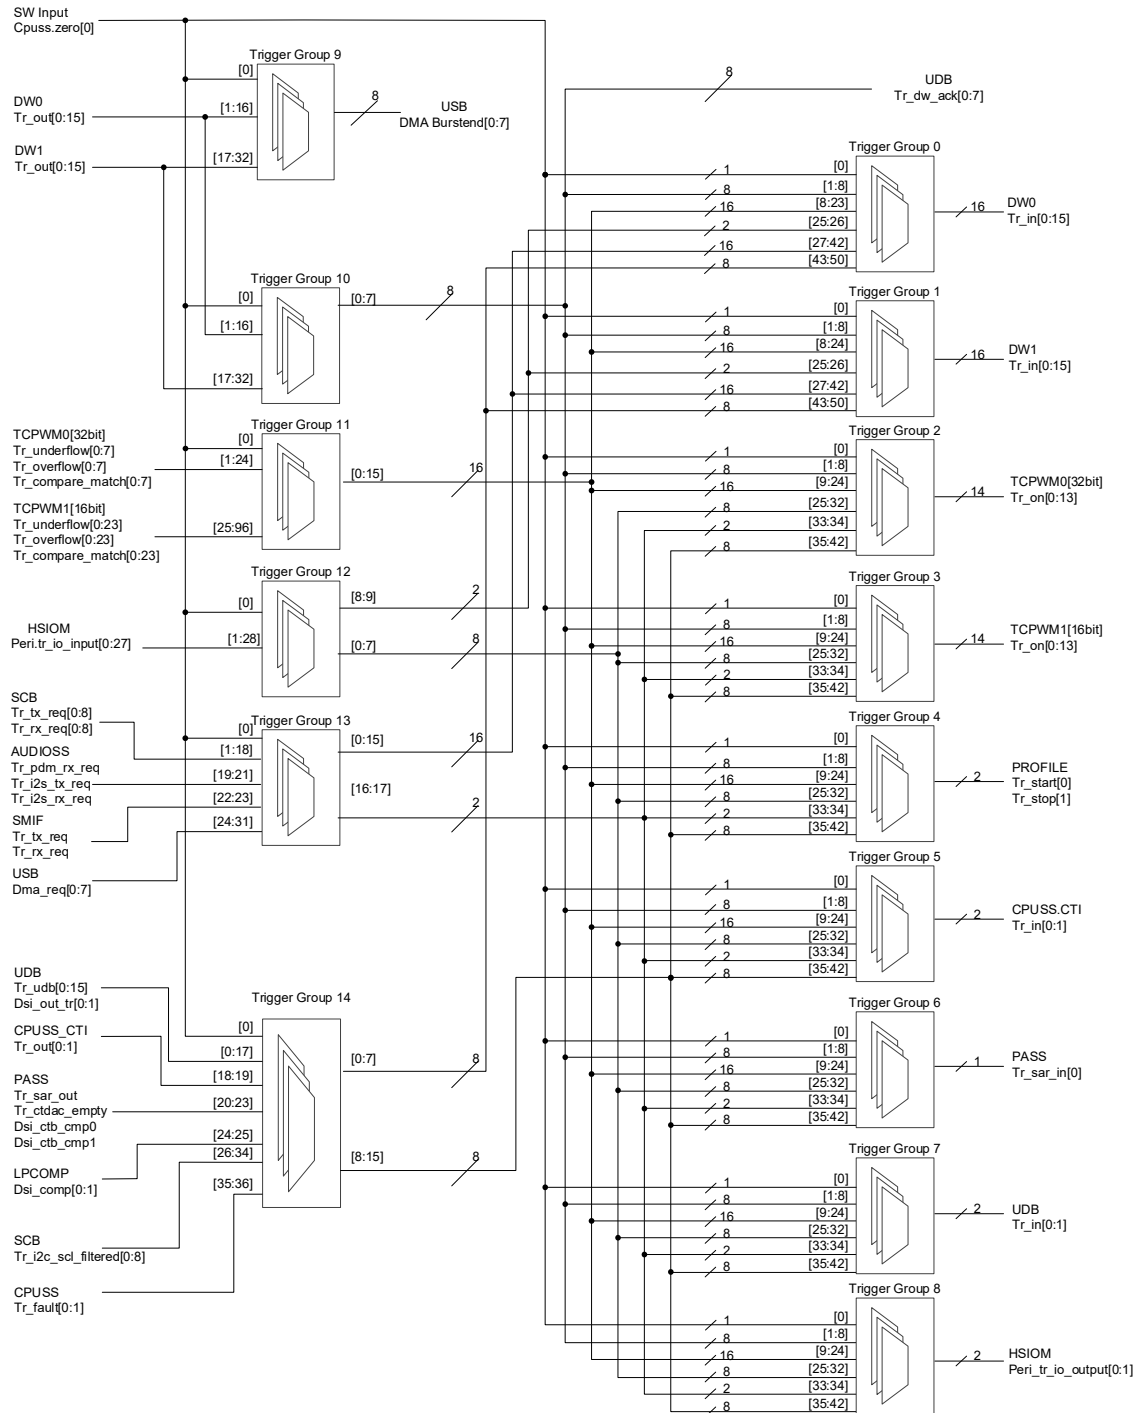 SW Input
Cpuss.zero[0]
Trigger Group 9
[0]
DW0
Tr_out[0:15]
[1:16]
DW1
Tr_out[0:15]
[17:32]
8
USB
DMA Burstend[0:7]
8
UDB
Tr_dw_ack[0:7]
Trigger Group 10
[0]
[1:16]
[17:32]
[0:7]
8
Trigger Group 11
TCPWM0[32bit]
Tr_underflow[0:7]
Tr_overflow[0:7]
Tr_compare_match[0:7]
[0]
[1:24]
TCPWM1[16bit]
Tr_underflow[0:23]
Tr_overflow[0:23]
Tr_compare_match[0:23]
[25:96]
[0:15]
16
Trigger Group 12
[0]
HSIOM
Peri.tr_io_input[0:27]
[1:28]
[8:9]
2
[0:7]
8
Trigger Group 13
SCB
Tr_tx_req[0:8]
Tr_rx_req[0:8]
[0]
[1:18]
AUDIOSS
Tr_pdm_rx_req
Tr_i2s_tx_req
Tr_i2s_rx_req
[19:21]
[22:23]
SMIF
Tr_tx_req
Tr_rx_req
[24:31]
USB
Dma_req[0:7]
[0:15]
16
[16:17]
2
Trigger Group 14
UDB
Tr_udb[0:15]
Dsi_out_tr[0:1]
[0]
[0:17]
CPUSS_CTI
Tr_out[0:1]
[18:19]
PASS
Tr_sar_out
Tr_ctdac_empty
Dsi_ctb_cmp0
Dsi_ctb_cmp1
[20:23]
[24:25]
[26:34]
LPCOMP
Dsi_comp[0:1]
[35:36]
SCB
Tr_i2c_scl_filtered[0:8]
CPUSS
Tr_fault[0:1]
[0:7]
8
[8:15]
8
Trigger Group 0
1 [0]
8 [1:8]
16 [8:23]
2 [25:26]
16 [27:42]
8 [43:50]
16
DW0
Tr_in[0:15]
Trigger Group 1
1 [0]
8 [1:8]
16 [8:24]
2 [25:26]
16 [27:42]
8 [43:50]
16
DW1
Tr_in[0:15]
Trigger Group 2
1 [0]
8 [1:8]
16 [9:24]
8 [25:32]
2 [33:34]
8 [35:42]
14
TCPWM0[32bit]
Tr_on[0:13]
Trigger Group 3
1 [0]
8 [1:8]
16 [9:24]
8 [25:32]
2 [33:34]
8 [35:42]
14
TCPWM1[16bit]
Tr_on[0:13]
Trigger Group 4
1 [0]
8 [1:8]
16 [9:24]
8 [25:32]
2 [33:34]
8 [35:42]
2
PROFILE
Tr_start[0]
Tr_stop[1]
Trigger Group 5
1 [0]
8 [1:8]
16 [9:24]
8 [25:32]
2 [33:34]
8 [35:42]
2
CPUSS.CTI
Tr_in[0:1]
Trigger Group 6
1 [0]
8 [1:8]
16 [9:24]
8 [25:32]
2 [33:34]
8 [35:42]
1
PASS
Tr_sar_in[0]
Trigger Group 7
1 [0]
8 [1:8]
16 [9:24]
8 [25:32]
2 [33:34]
8 [35:42]
2
UDB
Tr_in[0:1]
Trigger Group 8
1 [0]
8 [1:8]
16 [9:24]
8 [25:32]
2 [33:34]
8 [35:42]
2
HSIOM
Peri_tr_io_output[0:1]